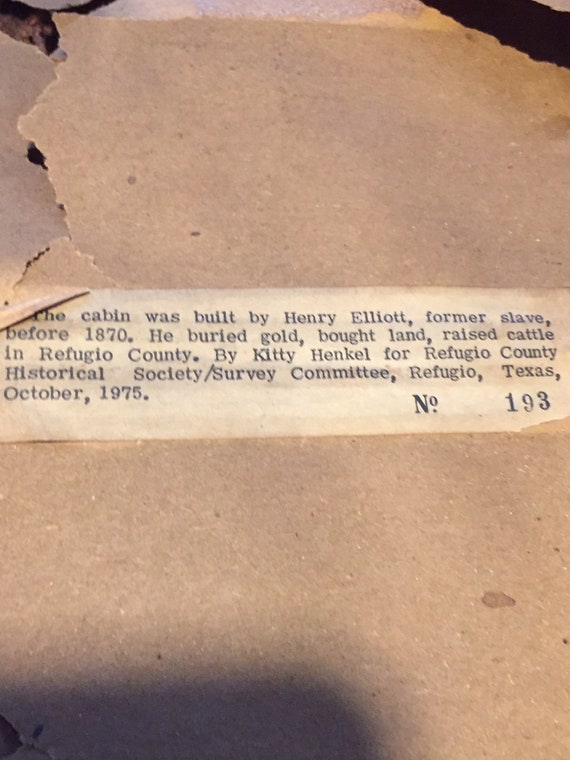 The cabin was built by Henry Elliott, former slave,
before 1870. He buried gold, bought land, raised cattle
in Refugio County. By Kitty Henkel for Refugio County
Historical Society/Survey Committee, Refugio, Texas,
October, 1975.
Nº 193